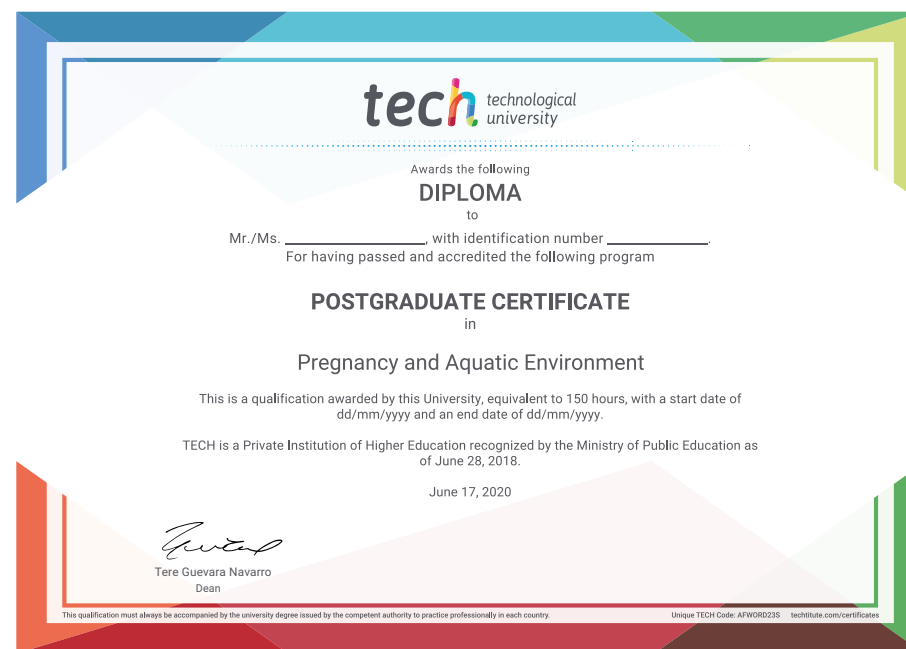 tech technological
university
Awards the following
DIPLOMA
to
Mr./Ms. ____________________, with identification number ______________.
For having passed and accredited the following program
POSTGRADUATE CERTIFICATE
in
Pregnancy and Aquatic Environment
This is a qualification awarded by this University, equivalent to 150 hours, with a start date of
dd/mm/yyyy and an end date of dd/mm/yyyy.
TECH is a Private Institution of Higher Education recognized by the Ministry of Public Education as
of June 28, 2018.
June 17, 2020
Tere Guevara Navarro
Dean
This qualification must always be accompanied by the university degree issued by the competent authority to practice professionally in each country.
Unique TECH Code: AFWORD23S techtitute.com/certificates